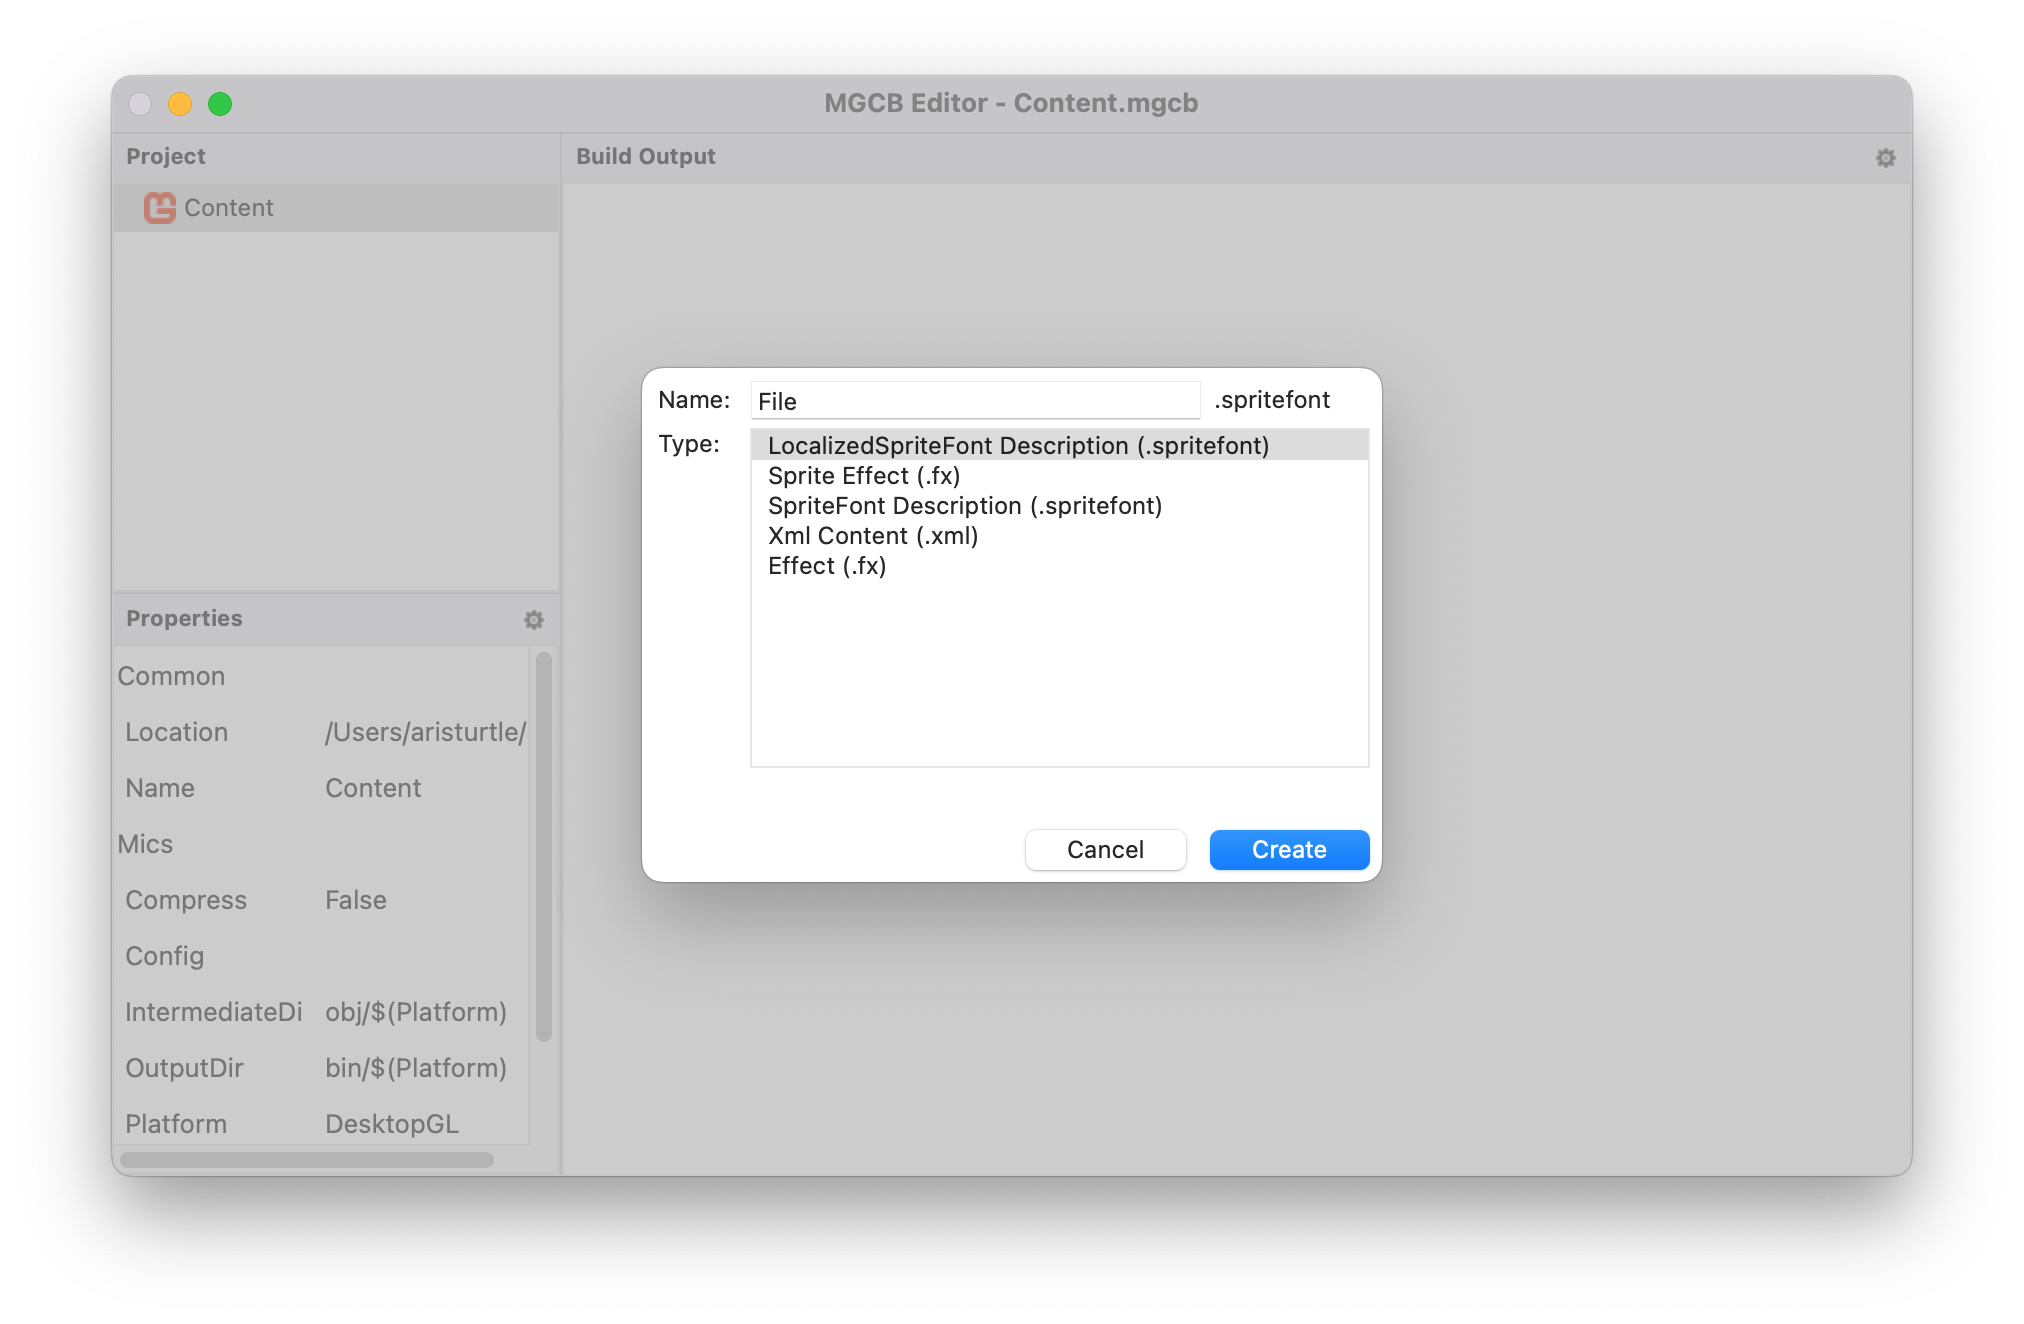 MGCB Editor - Content.mgcb
Project
Build Output
Content
Name: File .spritefont
Type: LocalizedSpriteFont Description (.spritefont)
Sprite Effect (.fx)
SpriteFont Description (.spritefont)
Xml Content (.xml)
Effect (.fx)
Cancel
Create
Properties
Common
Location /Users/aristurtle/
Name Content
Mics
Compress False
Config
IntermediateDi obj/$(Platform)
OutputDir bin/$(Platform)
Platform DesktopGL